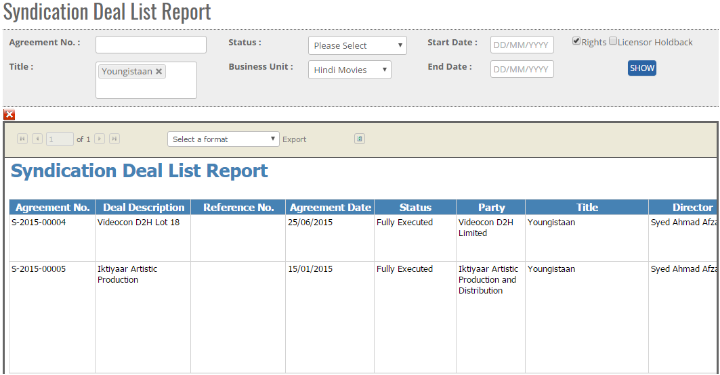 Syndication Deal List Report
Agreement No. : Status : Please Select Start Date : DD/MM/YYYY Rights Licensor Holdback
Title : Youngistaan Business Unit : Hindi Movies End Date : DD/MM/YYYY SHOW
1 of 1 Select a format Export
Syndication Deal List Report
Agreement No. Deal Description Reference No. Agreement Date Status Party Title Director
S-2015-00004 Videocon D2H Lot 18 25/06/2015 Fully Executed Videocon D2H Youngistaan Syed Ahmad Afza
Limited
S-2015-00005 Iktiyaar Artistic 15/01/2015 Fully Executed Iktiyaar Artistic Youngistaan Syed Ahmad Afza
Production Production and
Distribution